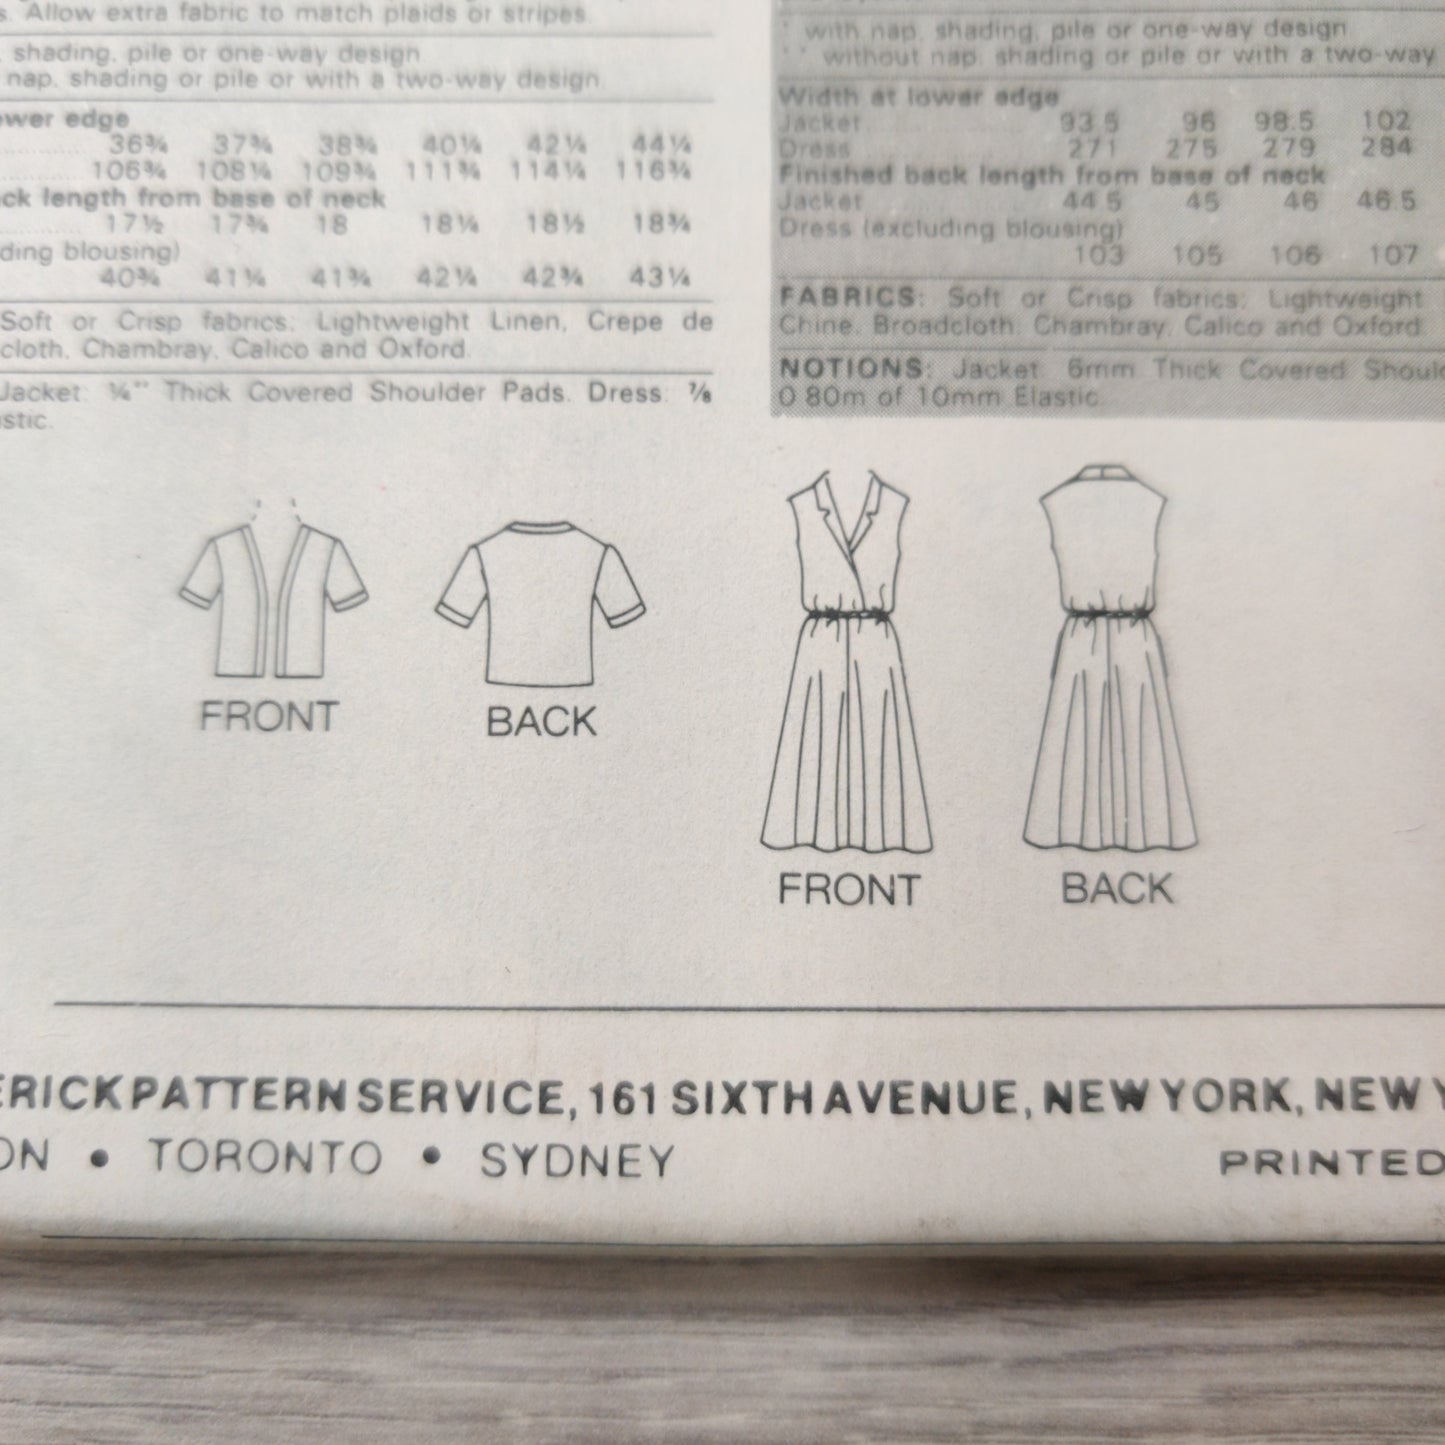 s. Allow extra fabric to match plaids or stripes.
, shading, pile or one-way design
nap, shading or pile or with a two-way design.
ower edge
36¾ 37¾ 38¾ 40¼ 42¼ 44¼
106¾ 108¼ 109¾ 111¾ 114¼ 116¾
ck length from base of neck
17½ 17¾ 18 18¼ 18½ 18¾
ding blousing)
40¾ 41¼ 41¾ 42¼ 42¾ 43¼
Soft or Crisp fabrics: Lightweight Linen, Crepe de
cloth, Chambray, Calico and Oxford.
Jacket: ¼" Thick Covered Shoulder Pads. Dress: ⅞
stic.
* with nap, shading, pile or one-way design
** without nap, shading or pile or with a two-way
Width at lower edge
Jacket 93.5 96 98.5 102
Dress 271 275 279 284
Finished back length from base of neck
Jacket 44.5 45 46 46.5
Dress (excluding blousing)
103 105 106 107
FABRICS: Soft or Crisp fabrics: Lightweight
Chine, Broadcloth, Chambray, Calico and Oxford.
NOTIONS: Jacket: 6mm Thick Covered Should
0.80m of 10mm Elastic.
FRONT
BACK
FRONT
BACK
ERICK PATTERN SERVICE, 161 SIXTH AVENUE, NEW YORK, NEW Y
ON • TORONTO • SYDNEY
PRINTED